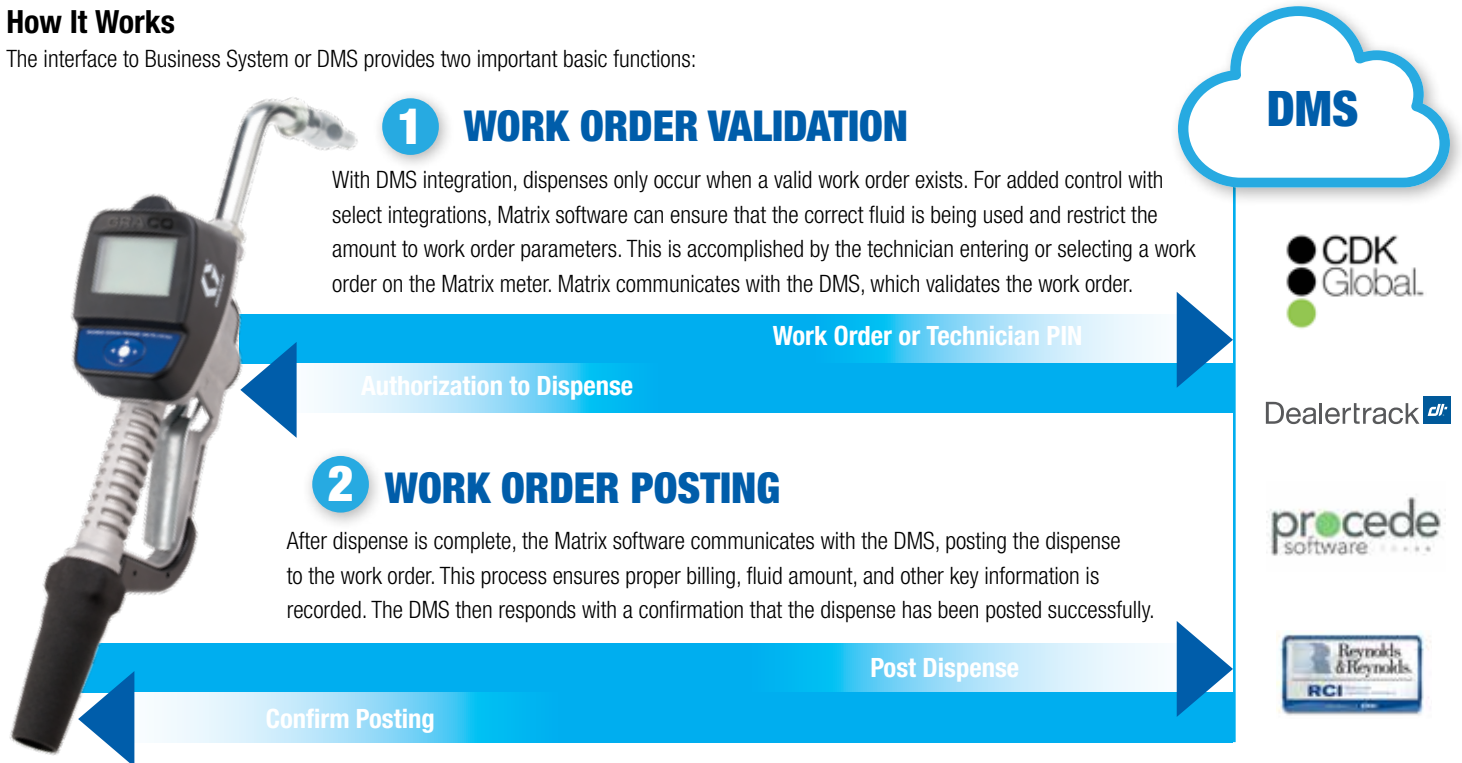 How It Works
The interface to Business System or DMS provides two important basic functions:
DMS
1 WORK ORDER VALIDATION
With DMS integration, dispenses only occur when a valid work order exists. For added control with
select integrations, Matrix software can ensure that the correct fluid is being used and restrict the
amount to work order parameters. This is accomplished by the technician entering or selecting a work
order on the Matrix meter. Matrix communicates with the DMS, which validates the work order.
GRACO
Work Order or Technician PIN
Authorization to Dispense
2 WORK ORDER POSTING
After dispense is complete, the Matrix software communicates with the DMS, posting the dispense
to the work order. This process ensures proper billing, fluid amount, and other key information is
recorded. The DMS then responds with a confirmation that the dispense has been posted successfully.
Post Dispense
Confirm Posting
CDK
Global.
Dealertrack dt
procede
software
Reynolds
&Reynolds.
RCI